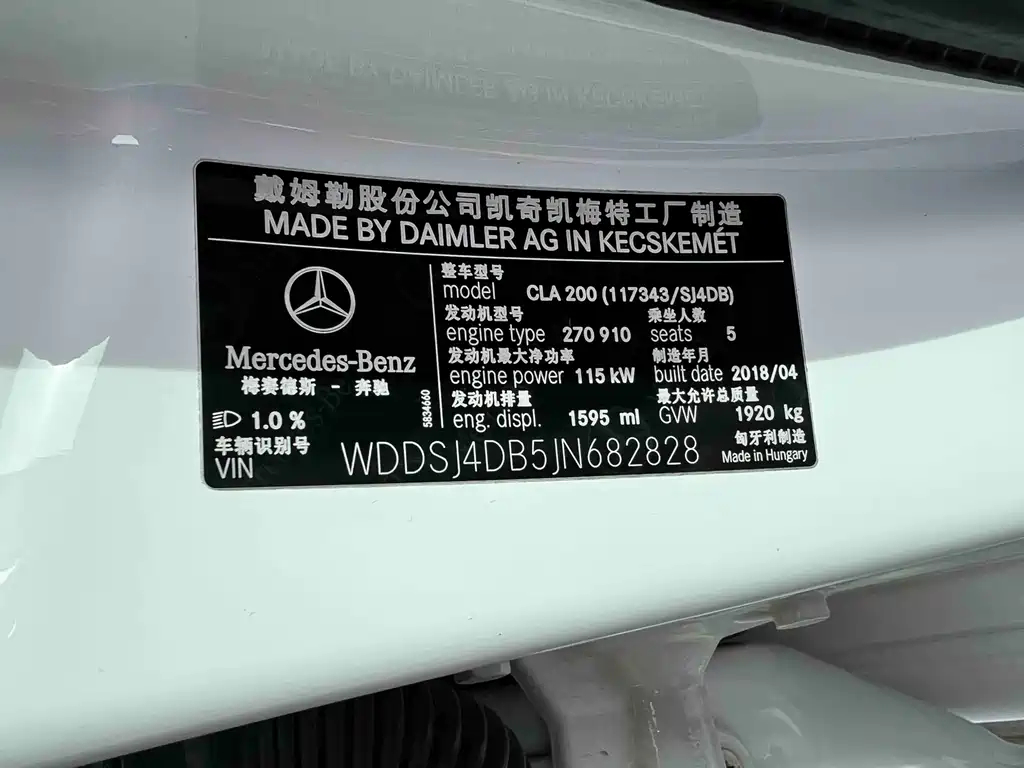 戴姆勒股份公司凯奇凯梅特工厂制造
MADE BY DAIMLER AG IN KECSKEMÉT
整车型号
model CLA 200 (117343/SJ4DB)
发动机型号 乘坐人数
engine type 270 910 seats 5
发动机最大净功率 制造年月
engine power 115 kW built date 2018/04
发动机排量 最大允许总质量
eng. displ. 1595 ml GVW 1920 kg
Mercedes-Benz
梅赛德斯 - 奔驰
5834660
1.0 %
车辆识别号
VIN WDDSJ4DB5JN682828
匈牙利制造
Made in Hungary